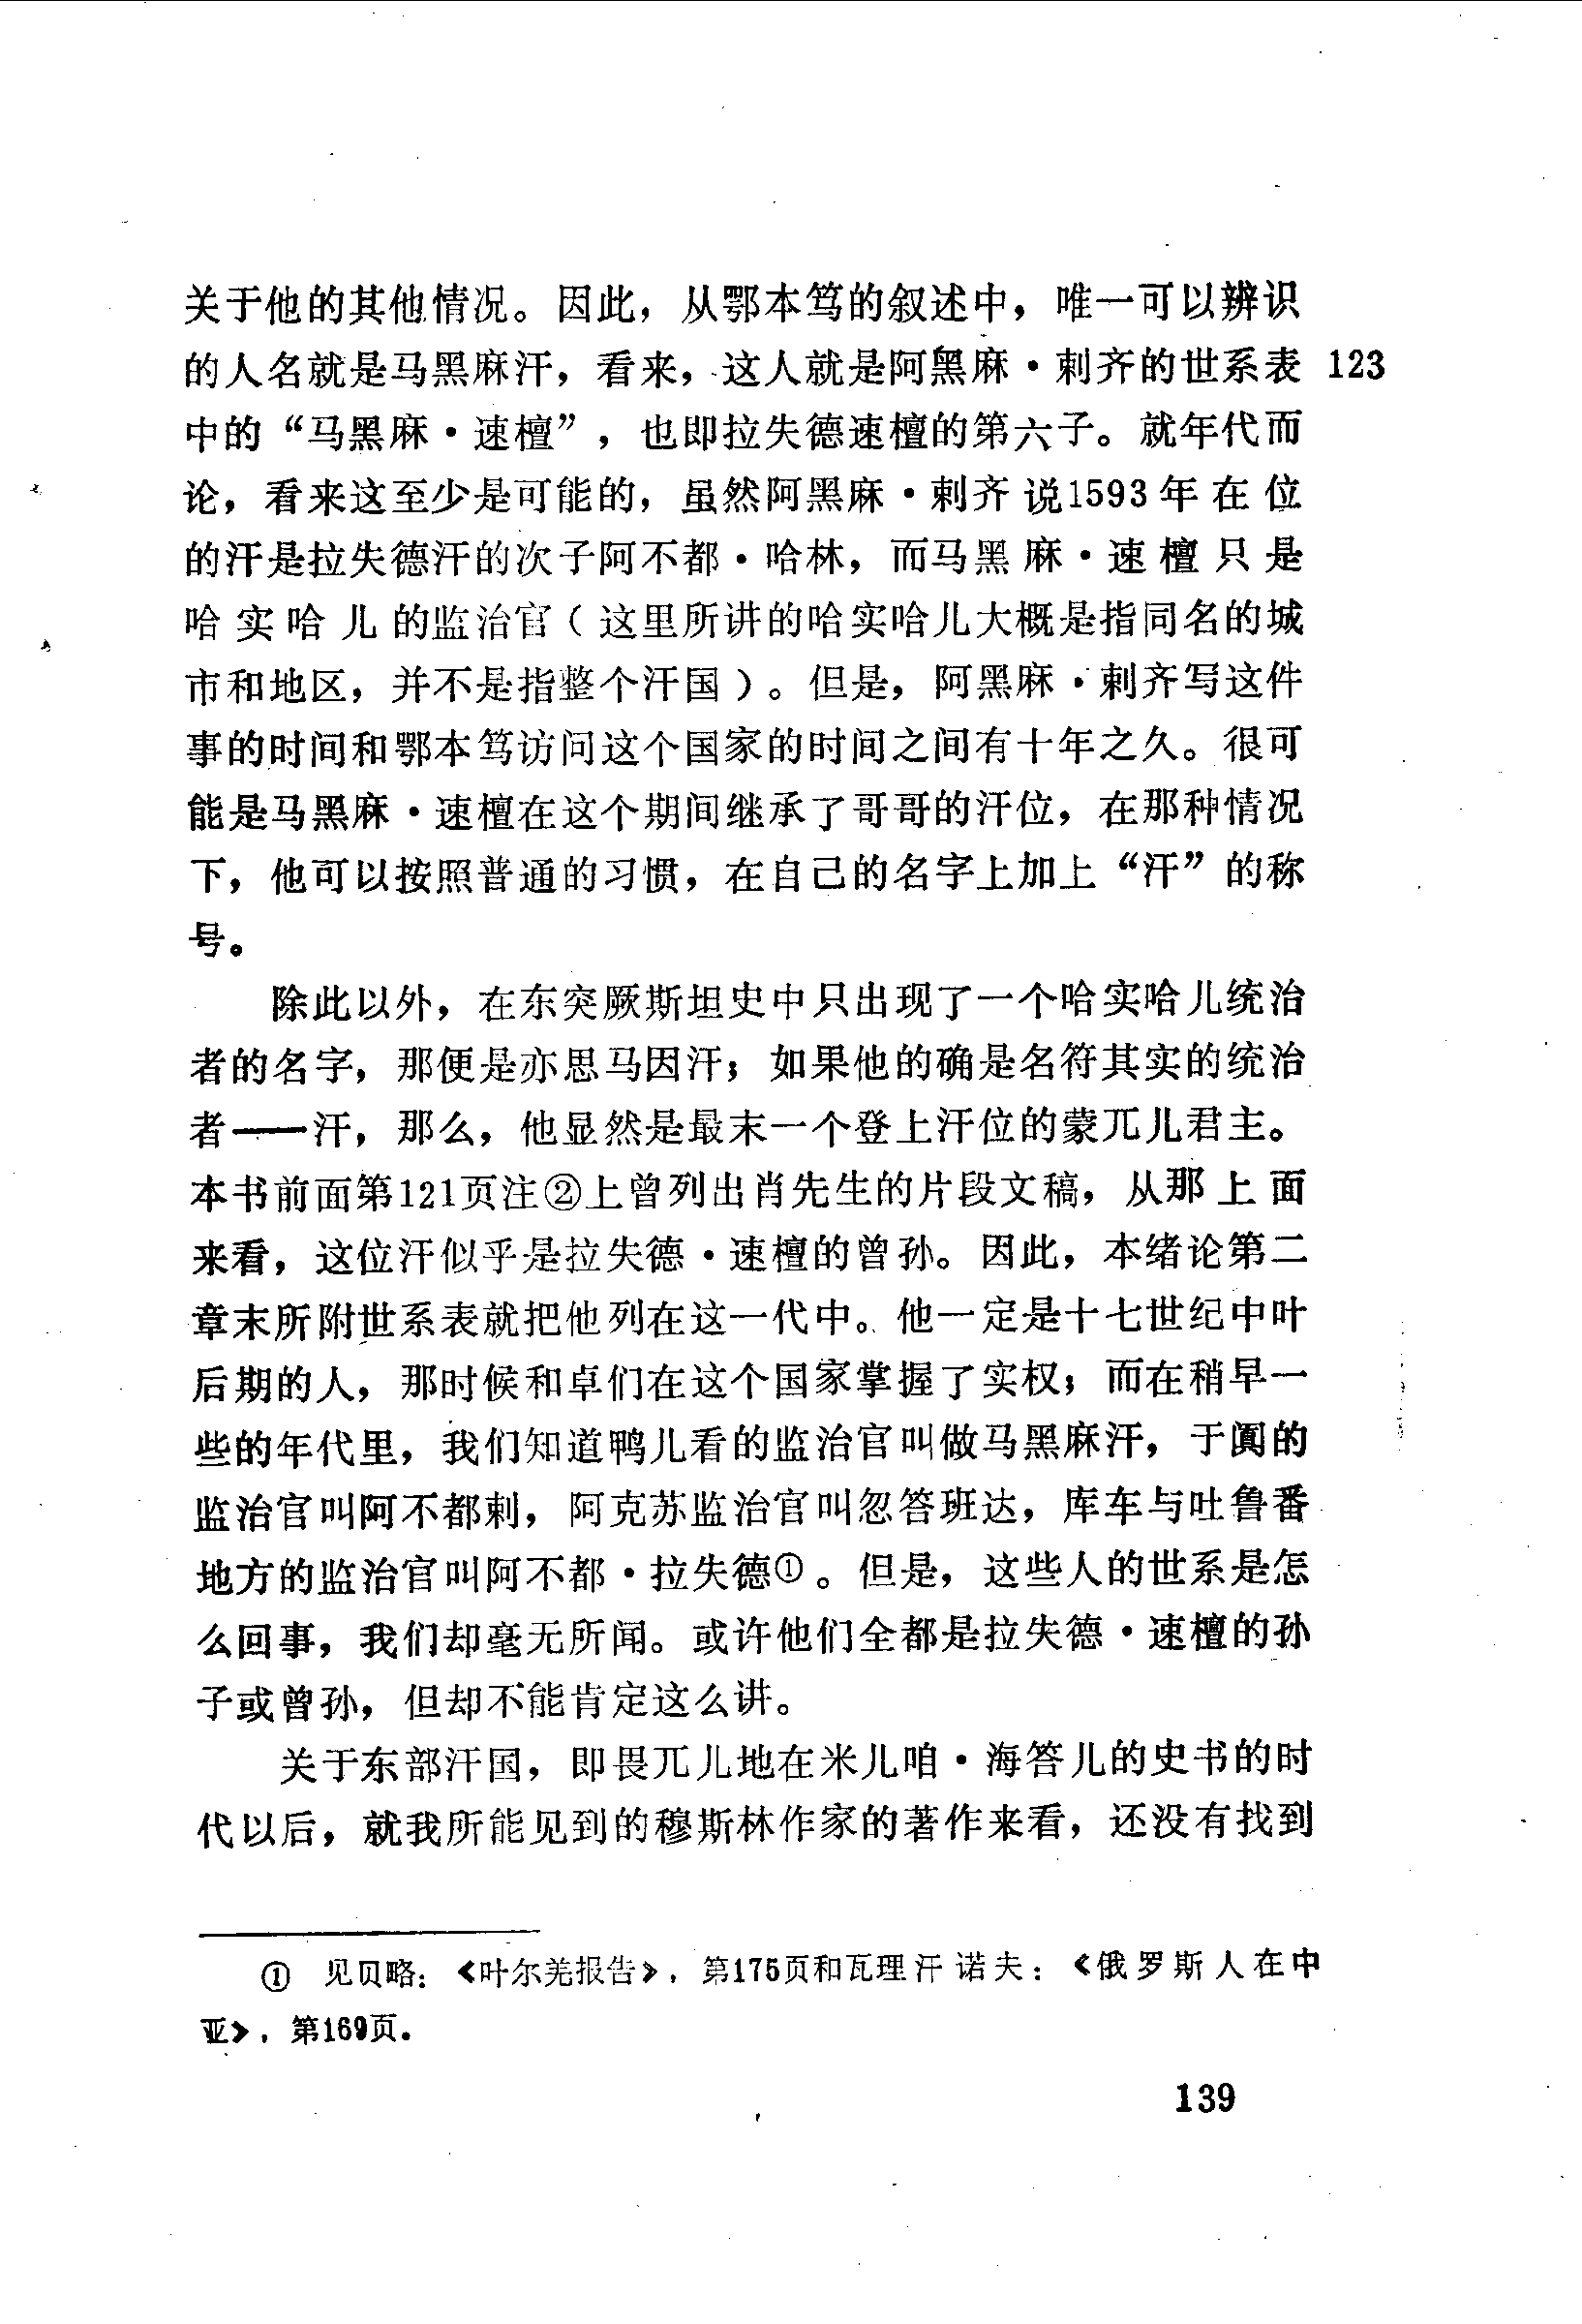 关于他的其他情况。因此，从鄂本笃的叙述中，唯一可以辨识
的人名就是马黑麻汗，看来，这人就是阿黑麻·刺齐的世系表 123
中的“马黑麻·速檀”，也即拉失德速檀的第六子。就年代而
论，看来这至少是可能的，虽然阿黑麻·刺齐说1593年在位
的汗是拉失德汗的次子阿不都·哈林，而马黑麻·速檀只是
哈实哈儿的监治官（这里所讲的哈实哈儿大概是指同名的城
市和地区，并不是指整个汗国）。但是，阿黑麻·刺齐写这件
事的时间和鄂本笃访问这个国家的时间之间有十年之久。很可
能是马黑麻·速檀在这个期间继承了哥哥的汗位，在那种情况
下，他可以按照普通的习惯，在自己的名字上加上“汗”的称
号。
除此以外，在东突厥斯坦史中只出现了一个哈实哈儿统治
者的名字，那便是亦思马因汗；如果他的确是名符其实的统治
者——汗，那么，他显然是最末一个登上汗位的蒙兀儿君主。
本书前面第121页注②上曾列出肖先生的片段文稿，从那上面
来看，这位汗似乎是拉失德·速檀的曾孙。因此，本绪论第二
章末所附世系表就把他列在这一代中。他一定是十七世纪中叶
后期的人，那时候和卓们在这个国家掌握了实权；而在稍早一
些的年代里，我们知道鸭儿看的监治官叫做马黑麻汗，于阗的
监治官叫阿不都刺，阿克苏监治官叫忽答班达，库车与吐鲁番
地方的监治官叫阿不都·拉失德①。但是，这些人的世系是怎
么回事，我们却毫无所闻。或许他们全都是拉失德·速檀的孙
子或曾孙，但却不能肯定这么讲。
关于东部汗国，即畏兀儿地在米儿咱·海答儿的史书的时
代以后，就我所能见到的穆斯林作家的著作来看，还没有找到
① 见贝略：《叶尔羌报告》，第175页和瓦理汗诺夫：《俄罗斯人在中
亚》，第169页．
139